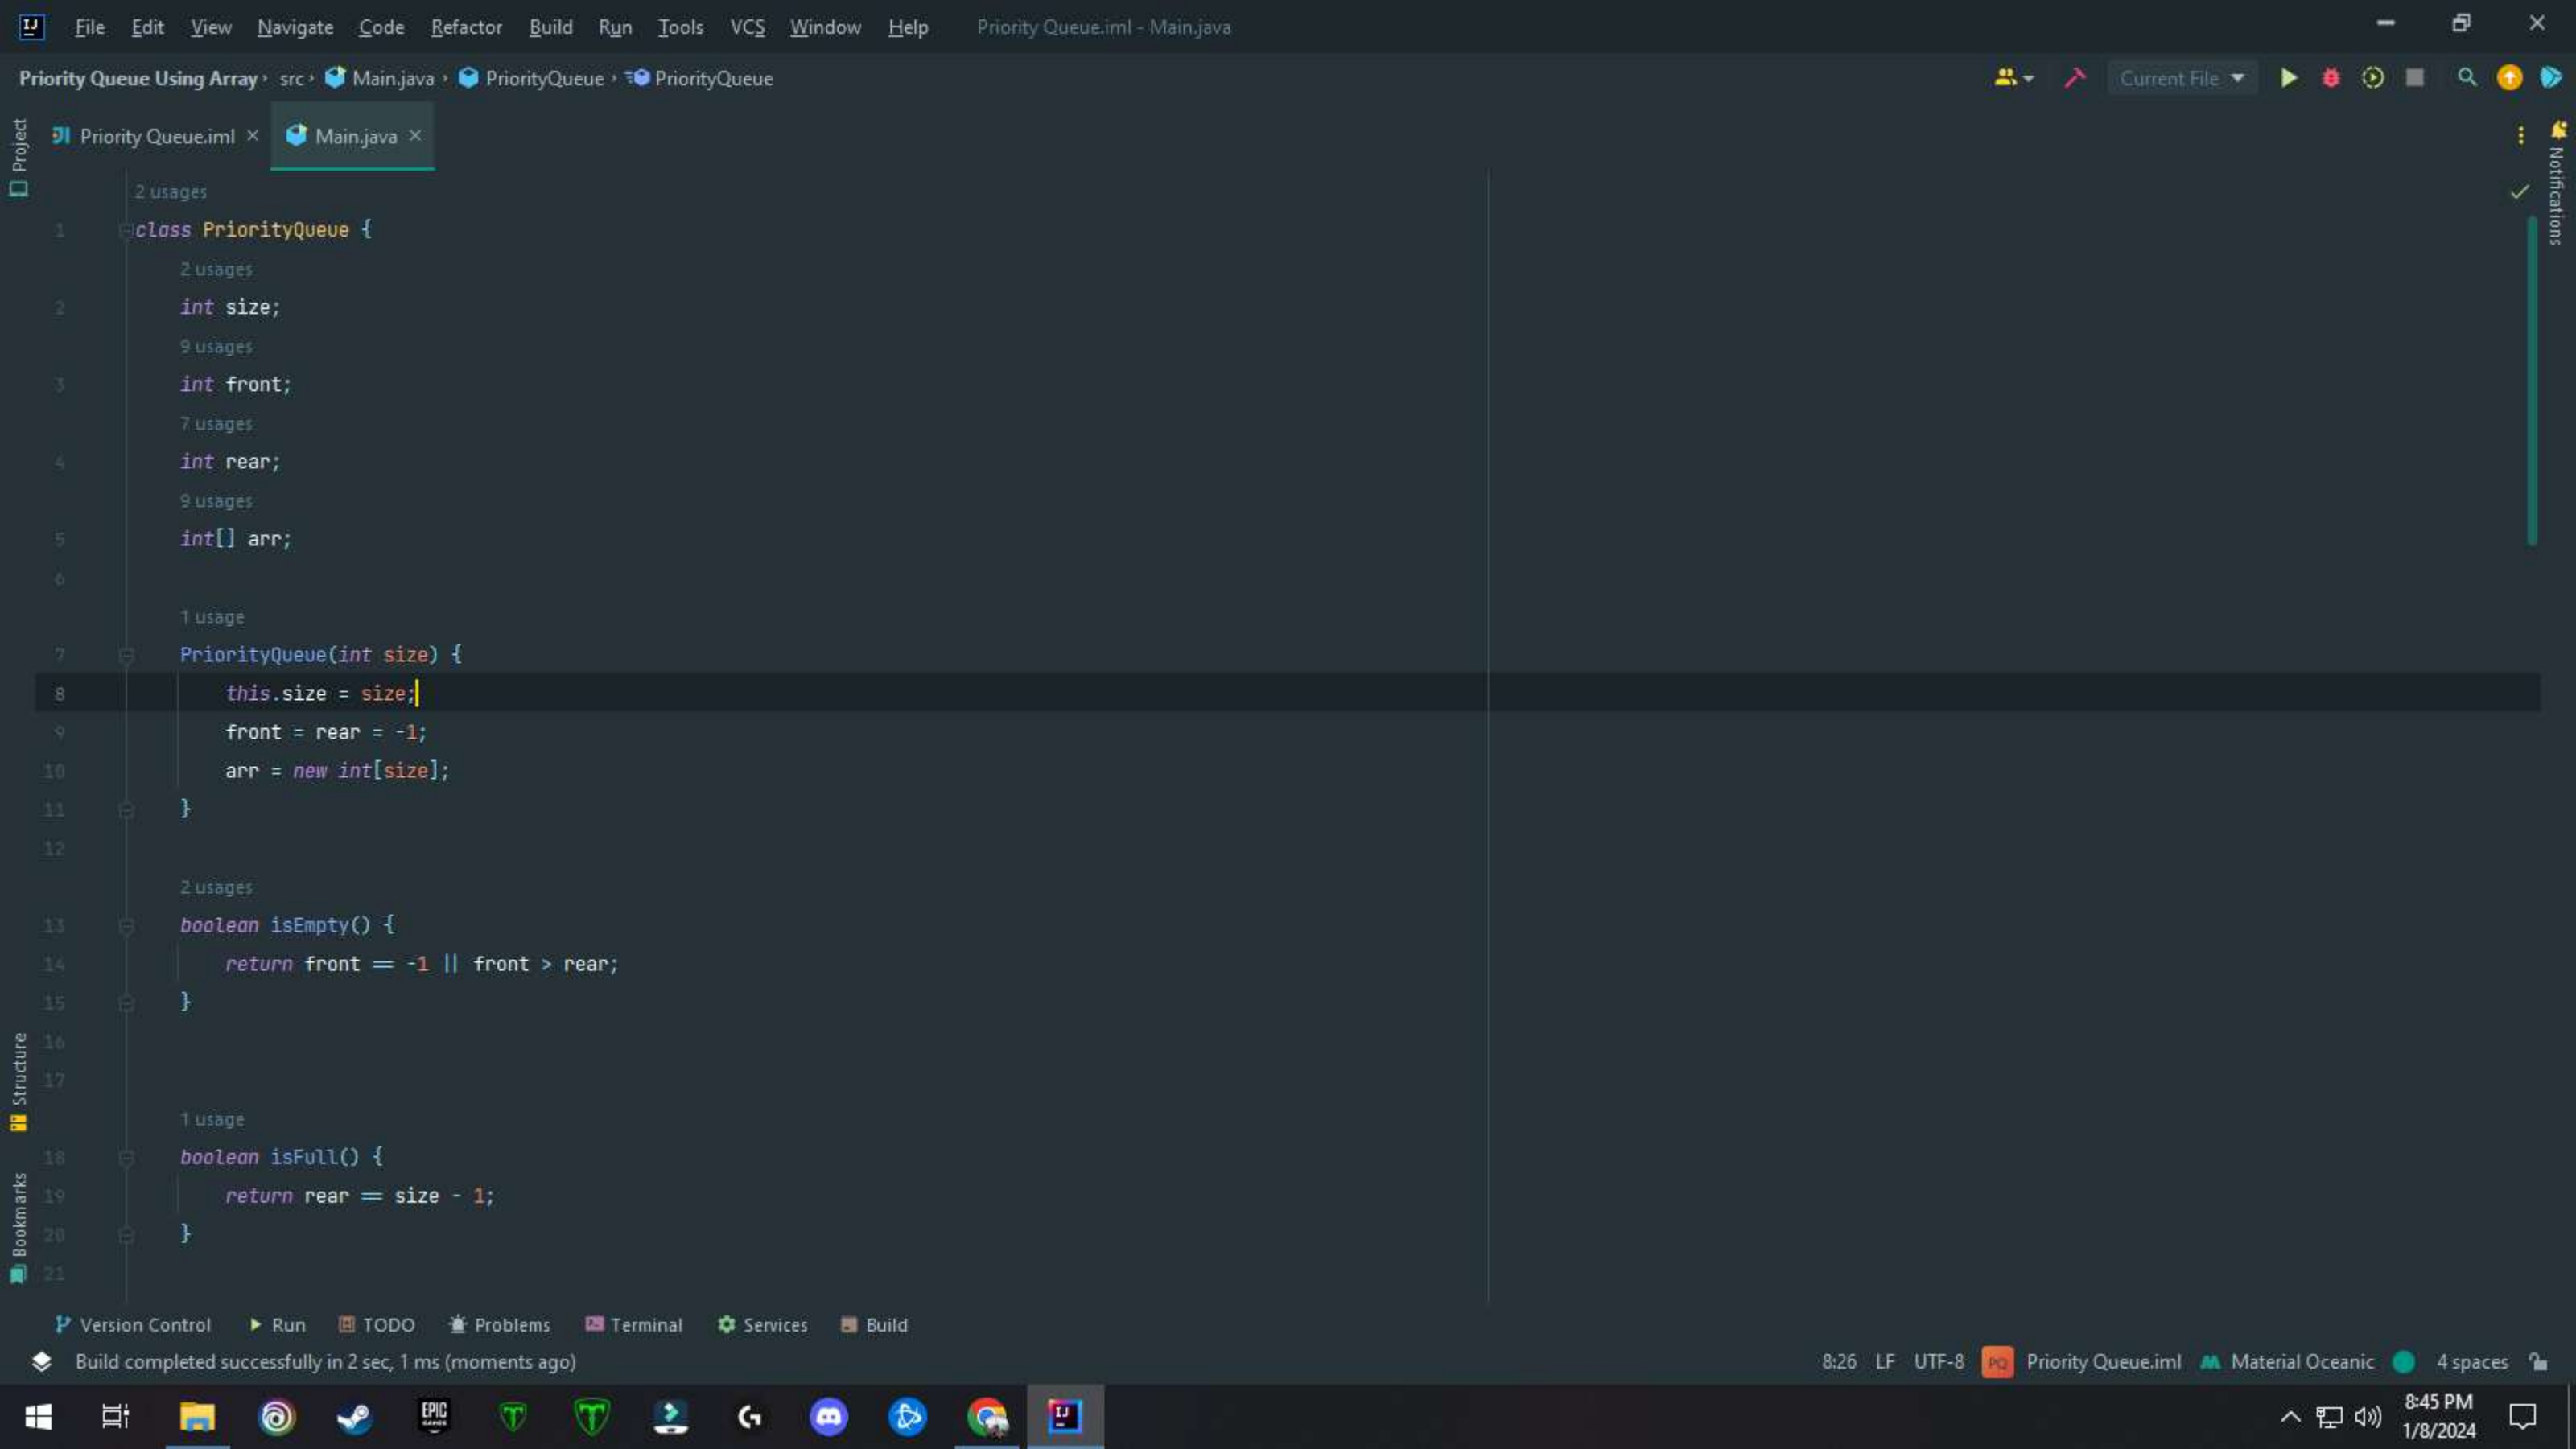 File Edit View Navigate Code Refactor Build Run Tools VCS Window Help Priority Queue.iml - Main.java
Priority Queue Using Array › src › Main.java › PriorityQueue › PriorityQueue Current File
Project Priority Queue.iml × Main.java × Notifications
2 usages
1 class PriorityQueue {
2 usages
2 int size;
9 usages
3 int front;
7 usages
4 int rear;
9 usages
5 int[] arr;
6
1 usage
7 PriorityQueue(int size) {
8 this.size = size;
9 front = rear = -1;
10 arr = new int[size];
11 }
12
2 usages
13 boolean isEmpty() {
14 return front == -1 || front > rear;
15 }
16
17
1 usage
18 boolean isFull() {
19 return rear == size - 1;
20 }
21
Structure
Bookmarks
Version Control Run TODO Problems Terminal Services Build
Build completed successfully in 2 sec, 1 ms (moments ago) 8:26 LF UTF-8 PQ Priority Queue.iml Material Oceanic 4 spaces
EPIC GAMES IJ 8:45 PM
1/8/2024